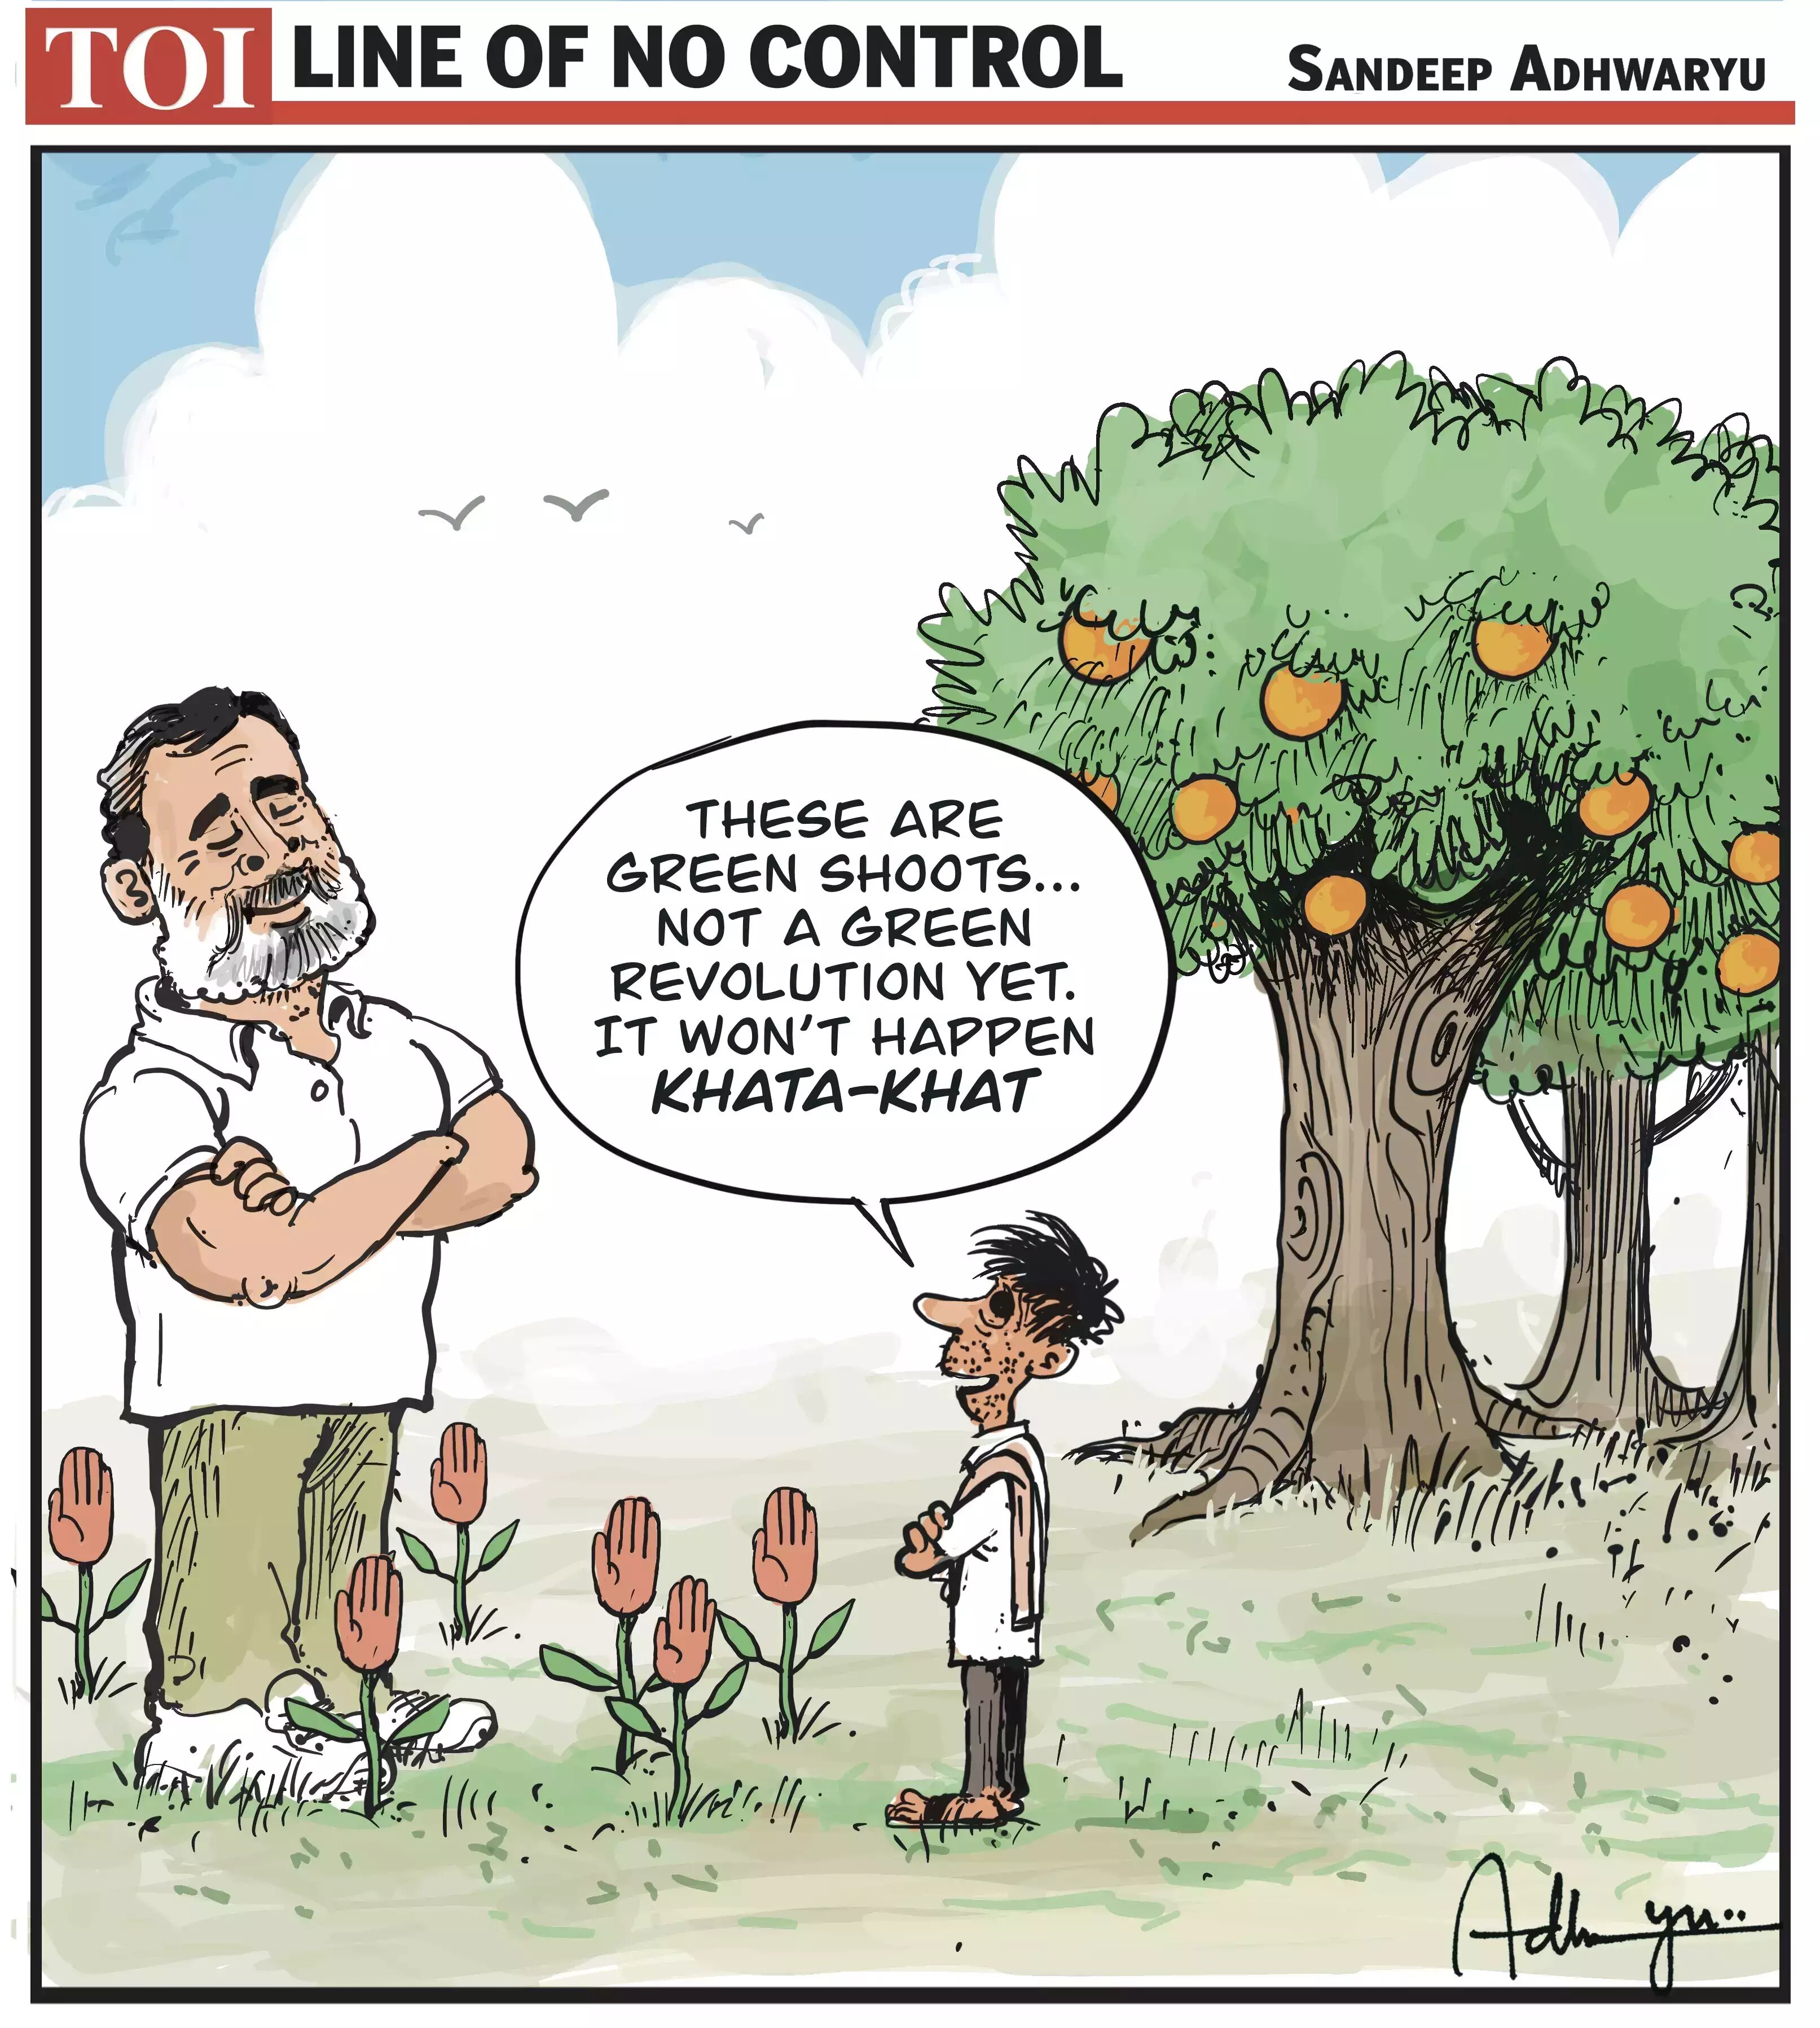 TOI LINE OF NO CONTROL SANDEEP ADHWARYU
THESE ARE
GREEN SHOOTS...
NOT A GREEN
REVOLUTION YET.
IT WON'T HAPPEN
KHATA-KHAT
Adhwaryu..